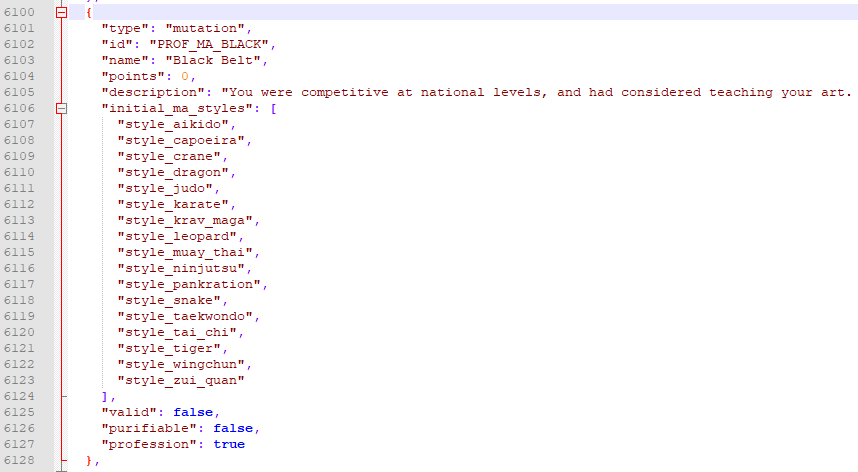 6100 {
6101 "type": "mutation",
6102 "id": "PROF_MA_BLACK",
6103 "name": "Black Belt",
6104 "points": 0,
6105 "description": "You were competitive at national levels, and had considered teaching your art.
6106 "initial_ma_styles": [
6107 "style_aikido",
6108 "style_capoeira",
6109 "style_crane",
6110 "style_dragon",
6111 "style_judo",
6112 "style_karate",
6113 "style_krav_maga",
6114 "style_leopard",
6115 "style_muay_thai",
6116 "style_ninjutsu",
6117 "style_pankration",
6118 "style_snake",
6119 "style_taekwondo",
6120 "style_tai_chi",
6121 "style_tiger",
6122 "style_wingchun",
6123 "style_zui_quan"
6124 ],
6125 "valid": false,
6126 "purifiable": false,
6127 "profession": true
6128 },